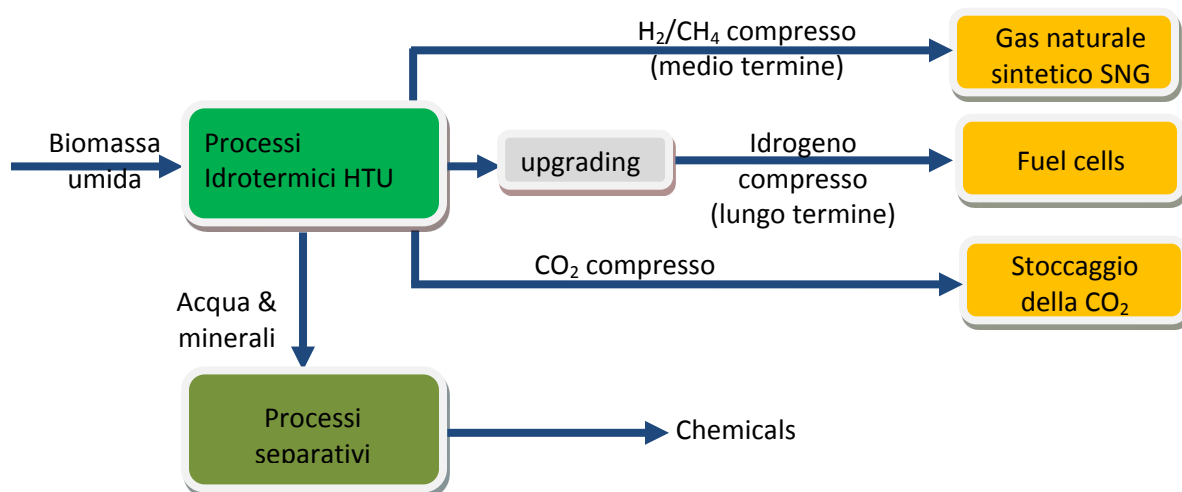 H₂/CH₄ compresso
(medio termine)
Gas naturale
sintetico SNG
Biomassa
umida
Processi
Idrotermici HTU
upgrading
Idrogeno
compresso
(lungo termine)
Fuel cells
CO₂ compresso
Stoccaggio
della CO₂
Acqua &
minerali
Processi
separativi
Chemicals